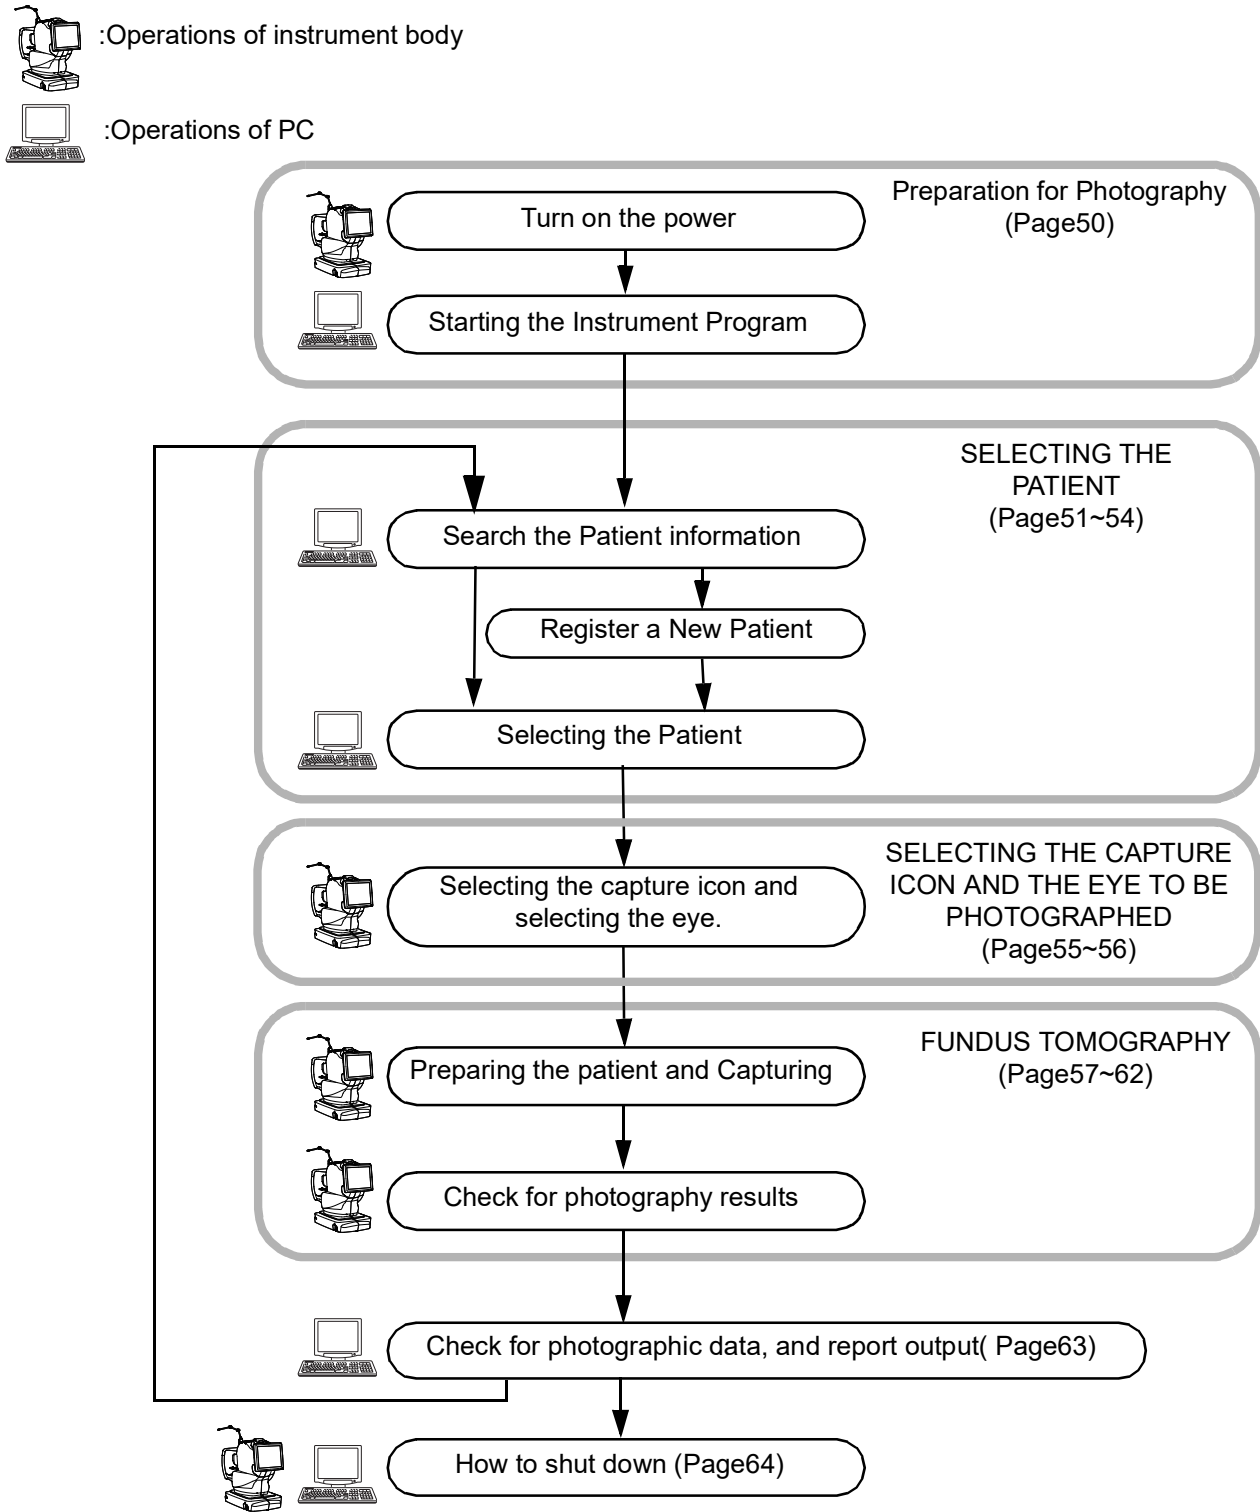 :Operations of instrument body
:Operations of PC
Preparation for Photography
(Page50)
Turn on the power
Starting the Instrument Program
SELECTING THE
PATIENT
(Page51~54)
Search the Patient information
Register a New Patient
Selecting the Patient
SELECTING THE CAPTURE
ICON AND THE EYE TO BE
PHOTOGRAPHED
(Page55~56)
Selecting the capture icon and
selecting the eye.
FUNDUS TOMOGRAPHY
(Page57~62)
Preparing the patient and Capturing
Check for photography results
Check for photographic data, and report output( Page63)
How to shut down (Page64)